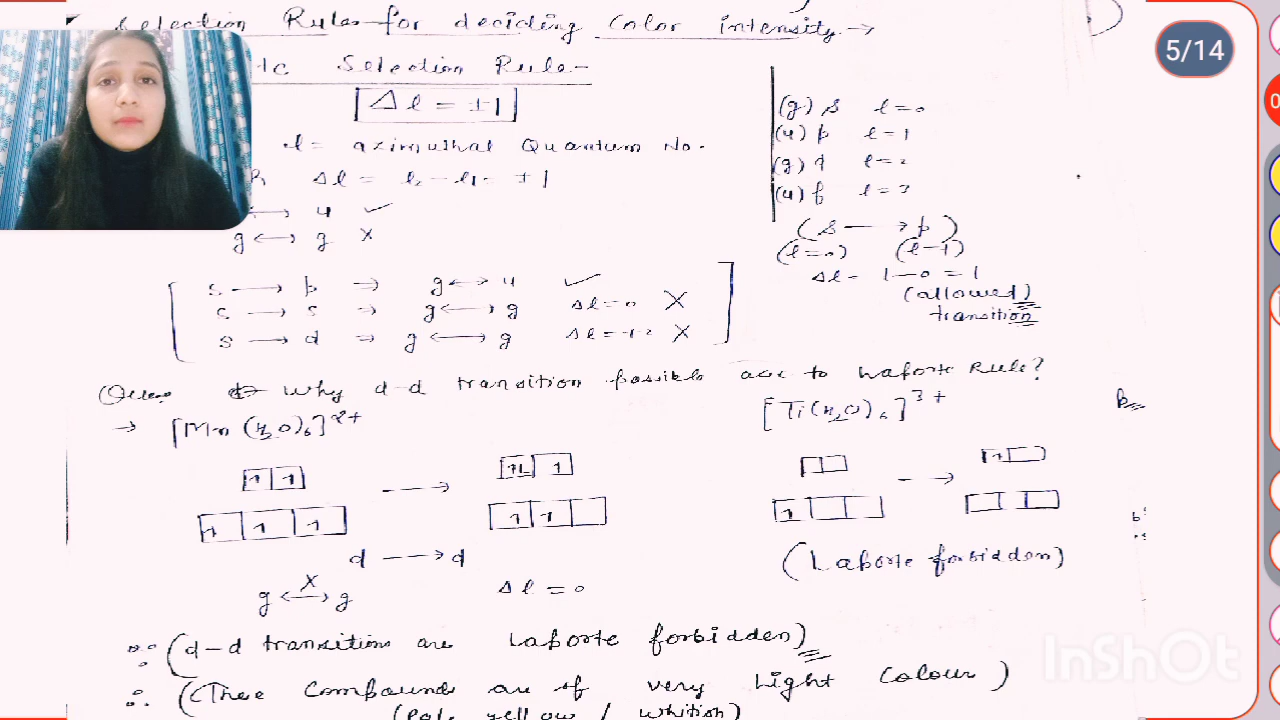 Selection Rules for deciding Color intensity →
5/14
Selection Rule-
Δl = ±1
l = azimuthal Quantum No.
Δl = l2 - l1 = ±1
↔ u ✓
g ↔ g X
(g) s l=0
(u) p l=1
(g) d l=2
(u) f l=3
(s → p)
(l=0) (l=1)
Δl = 1-0 = 1
(allowed)
transition
s → p ⇒ g ↔ u ✓
s → s ⇒ g ↔ g Δl=0 X
s → d ⇒ g ↔ g Δl=+2 X
Why d-d transition possible acc to Laporte Rule?
→ [Mn (H2O)6]2+
[Ti(H2O)6]3+
d → d
g ↔ g X
Δl = 0
(Laporte forbidden)
∴ (d-d transition are Laporte forbidden)
∴ (These Compounds are of very Light Colour)
(Pale yellow / whitish)
InShOt